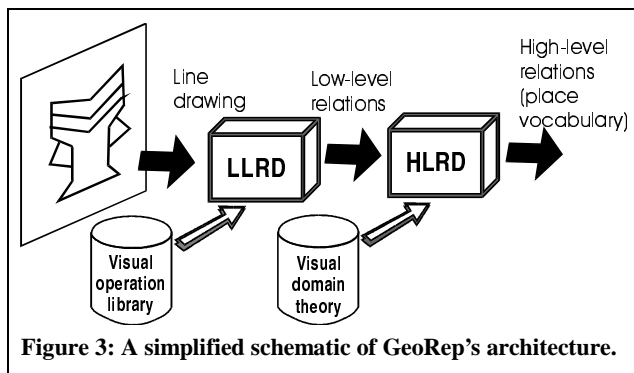 Line
drawing
Low-level
relations
High-level
relations
(place
vocabulary)
LLRD
HLRD
Visual
operation
library
Visual
domain
theory
Figure 3: A simplified schematic of GeoRep's architecture.